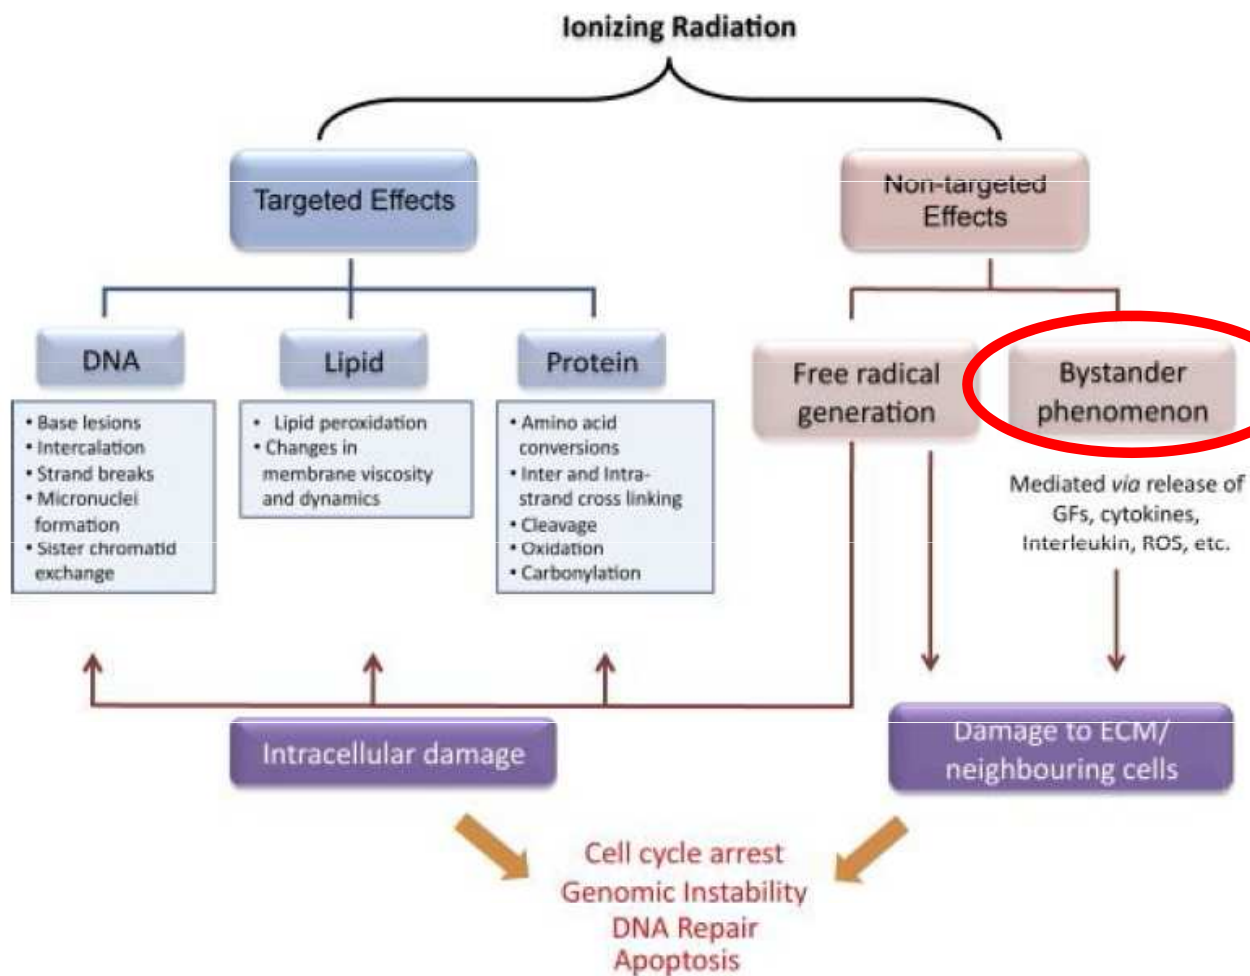 Ionizing Radiation
Targeted Effects
Non-targeted
Effects
DNA
Lipid
Protein
Free radical
generation
Bystander
phenomenon
• Base lesions
• Intercalation
• Strand breaks
• Micronuclei
formation
• Sister chromatid
exchange
• Lipid peroxidation
• Changes in
membrane viscosity
and dynamics
• Amino acid
conversions
• Inter and Intra-
strand cross linking
• Cleavage
• Oxidation
• Carbonylation
Mediated via release of
GFs, cytokines,
Interleukin, ROS, etc.
Intracellular damage
Damage to ECM/
neighbouring cells
Cell cycle arrest
Genomic Instability
DNA Repair
Apoptosis